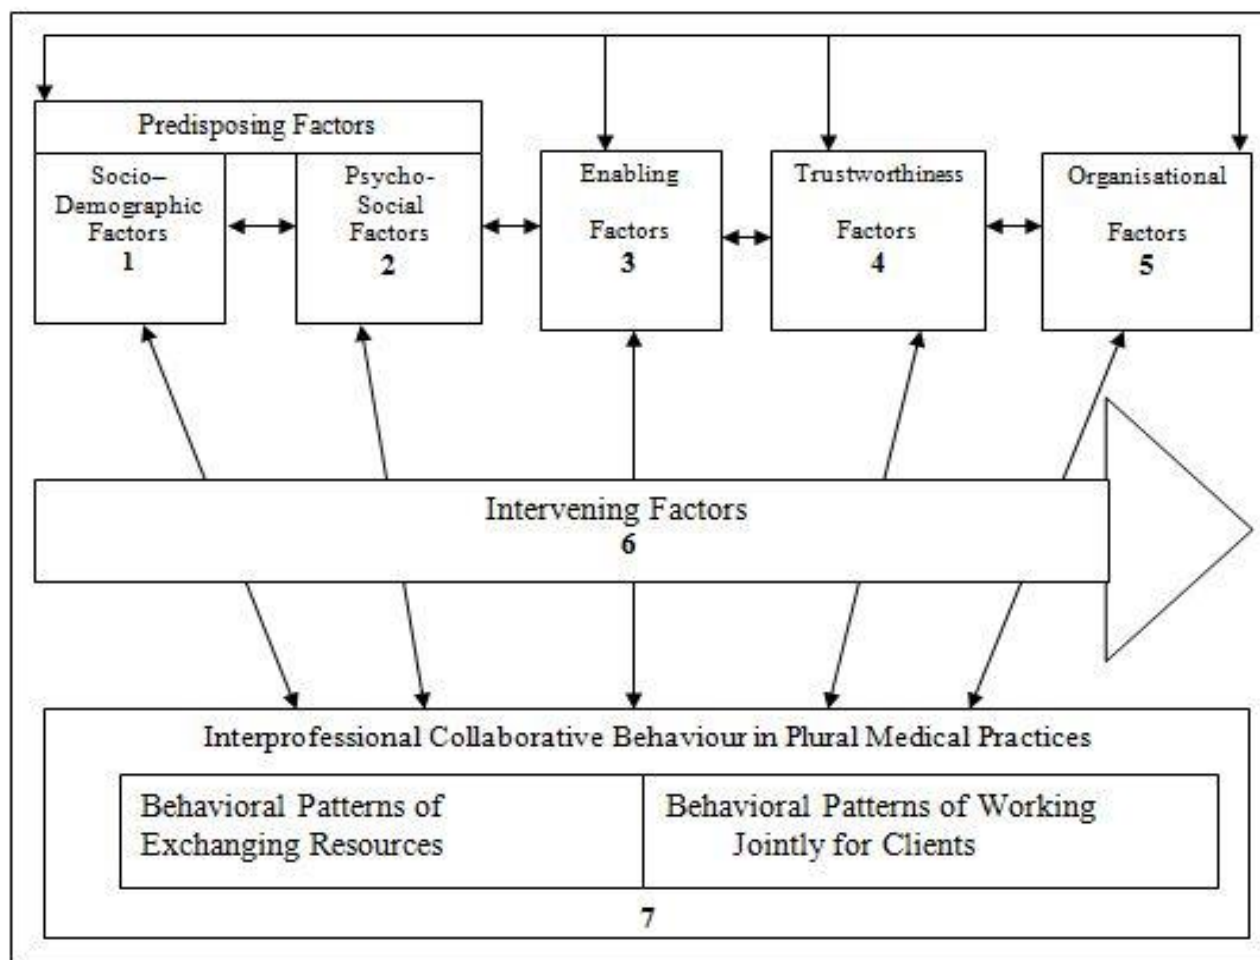 Predisposing Factors
Socio–
Demographic
Factors
1
Psycho-
Social
Factors
2
Enabling
Factors
3
Trustworthiness
Factors
4
Organisational
Factors
5
Intervening Factors
6
Interprofessional Collaborative Behaviour in Plural Medical Practices
Behavioral Patterns of
Exchanging Resources
Behavioral Patterns of Working
Jointly for Clients
7